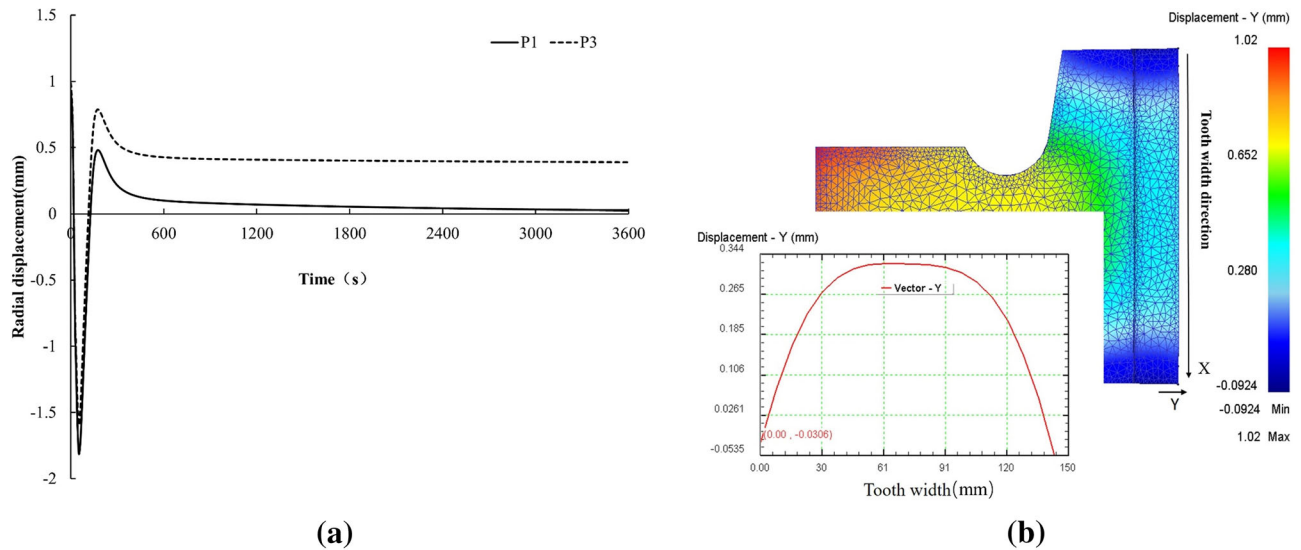 1.5
1
0.5
0
-0.5
-1
-1.5
-2
Radial displacement(mm)
P1 P3
0 600 1200 1800 2400 3000 3600
Time（s）
(a)
Displacement - Y (mm)
1.02
0.652
0.280
-0.0924
-0.0924 Min
1.02 Max
Tooth width direction
X
Y
Displacement - Y (mm)
0.344
0.265
0.185
0.106
0.0261
-0.0535
Vector - Y
(0.00 , -0.0306)
0.00 30 61 91 120 150
Tooth width(mm)
(b)